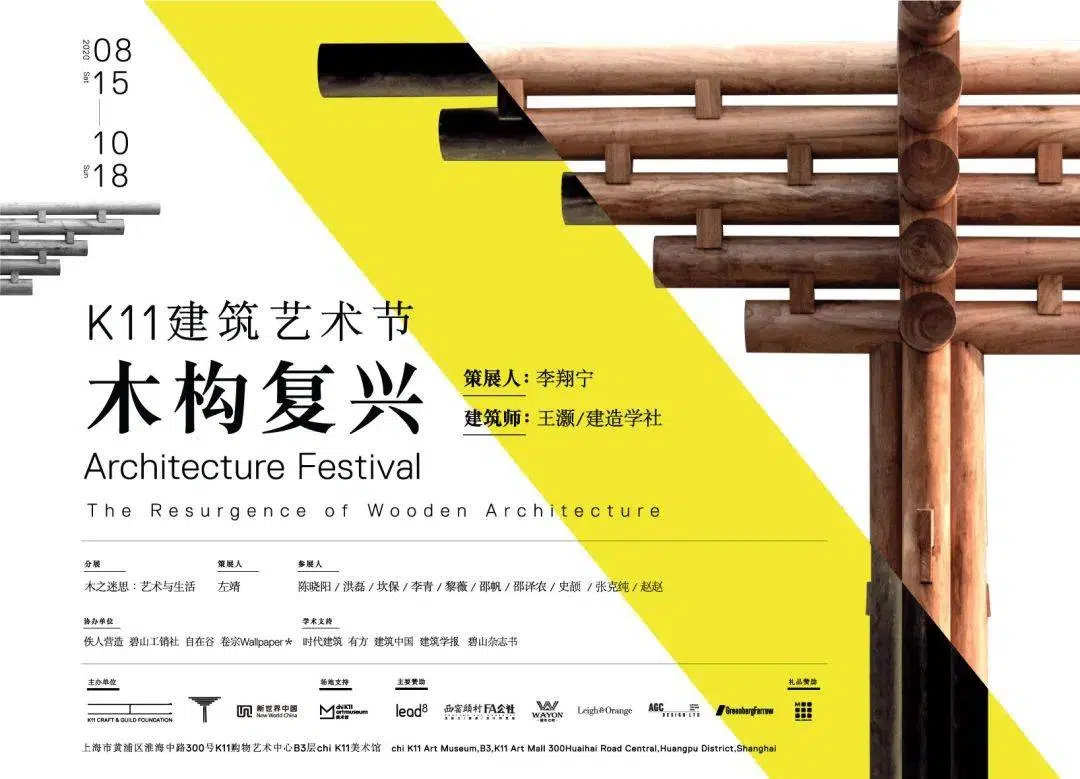 2020 08
Sat 15
10
Sun 18
K11建筑艺术节
木构复兴
策展人：李翔宁
建筑师：王灏/建造学社
Architecture Festival
The Resurgence of Wooden Architecture
分展 策展人 参展人
木之迷思：艺术与生活 左靖 陈晓阳 / 洪磊 / 坎保 / 李青 / 黎薇 / 邵帆 / 邵译农 / 史颉 / 张克纯 / 赵赵
协办单位 学术支持
佚人营造 碧山工销社 自在谷 卷宗Wallpaper* 时代建筑 有方 建筑中国 建筑学报 碧山杂志书
主办单位 场地支持 主要赞助 礼品赞助
K11 CRAFT & GUILD FOUNDATION
新世界中国
New World China
chi K11
artmuseum
美术馆
lead8
西窑头村
FA公社
WAYON
Leigh&Orange
AGC
DESIGN LTD
GreenbergFarrow
上海市黄浦区淮海中路300号K11购物艺术中心B3层chi K11美术馆 chi K11 Art Museum,B3,K11 Art Mall 300Huaihai Road Central,Huangpu District,Shanghai